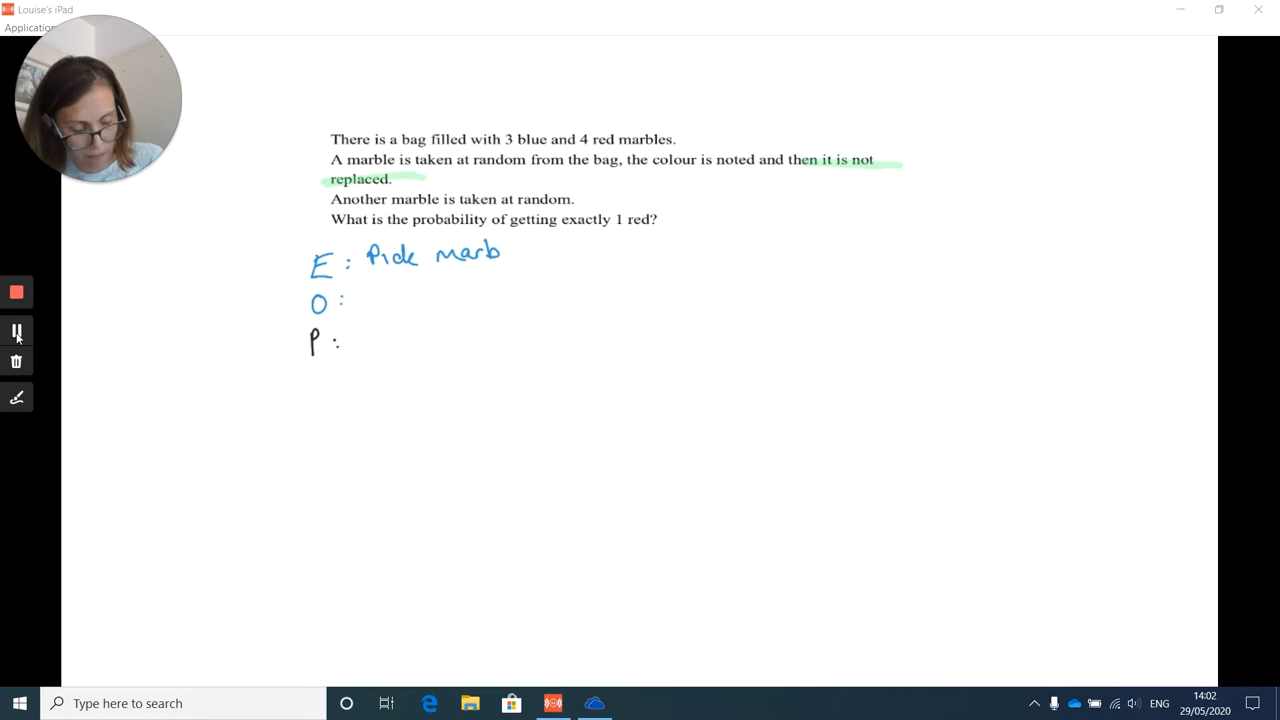 Louise's iPad
Application
There is a bag filled with 3 blue and 4 red marbles.
A marble is taken at random from the bag, the colour is noted and then it is not
replaced.
Another marble is taken at random.
What is the probability of getting exactly 1 red?
E: Pick marb
O:
P:
Type here to search
ENG
14:02
29/05/2020